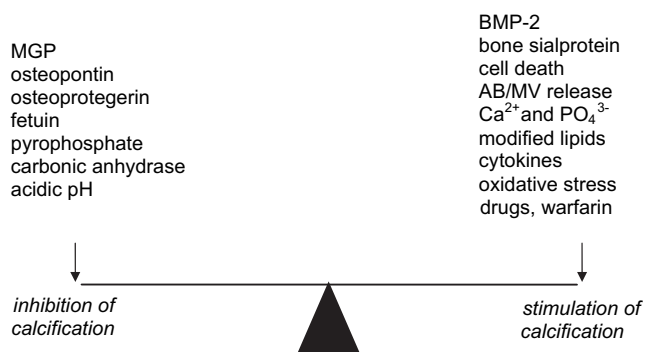 MGP
osteopontin
osteoprotegerin
fetuin
pyrophosphate
carbonic anhydrase
acidic pH
BMP-2
bone sialprotein
cell death
AB/MV release
Ca²⁺and PO₄³⁻
modified lipids
cytokines
oxidative stress
drugs, warfarin
inhibition of
calcification
stimulation of
calcification